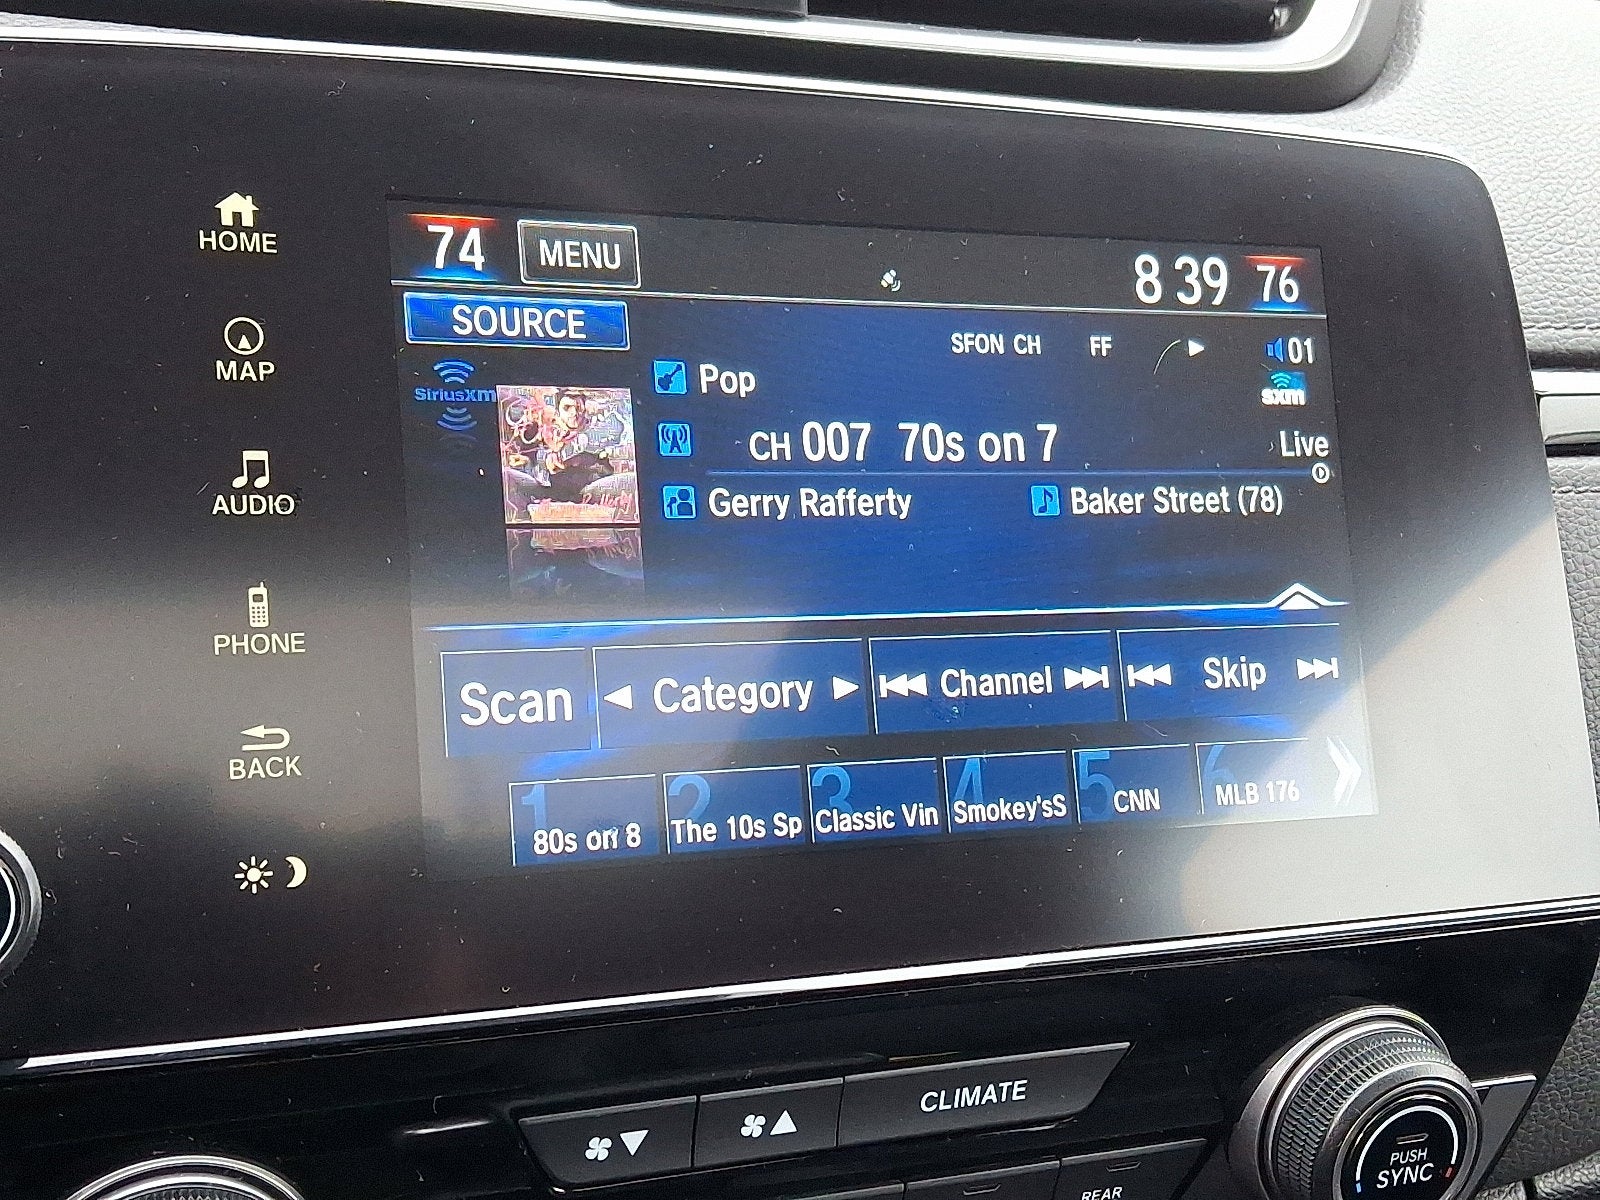 HOME
MAP
AUDIO
PHONE
BACK
74 MENU 8 39 76
SOURCE
SFON CH FF 01
SiriusXM
Pop
sxm
CH 007 70s on 7 Live
Gerry Rafferty Baker Street (78)
Scan Category Channel Skip
1 80s on 8
2 The 10s Sp
3 Classic Vin
4 Smokey'sS
5 CNN
6 MLB 176
CLIMATE
PUSH
SYNC
REAR